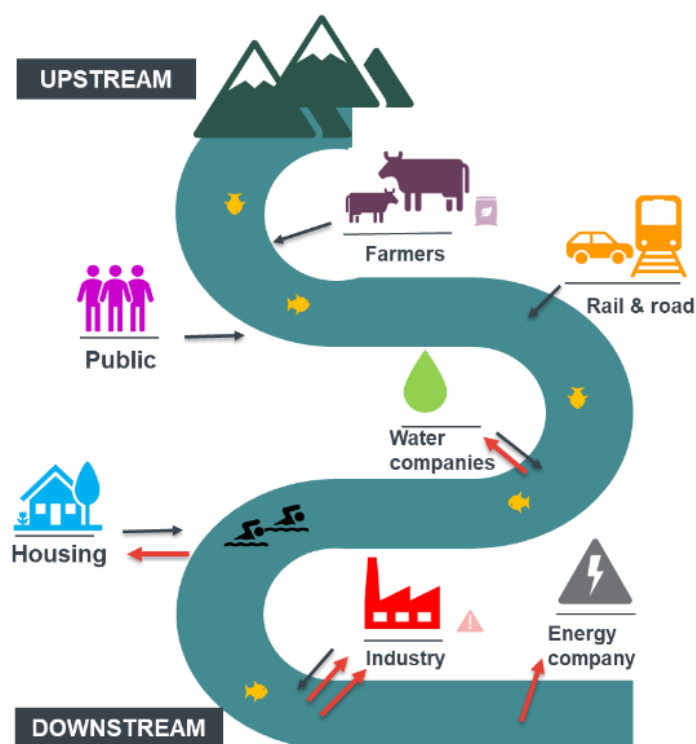 UPSTREAM
Farmers
Rail & road
Public
Water
companies
Housing
Industry
Energy
company
DOWNSTREAM